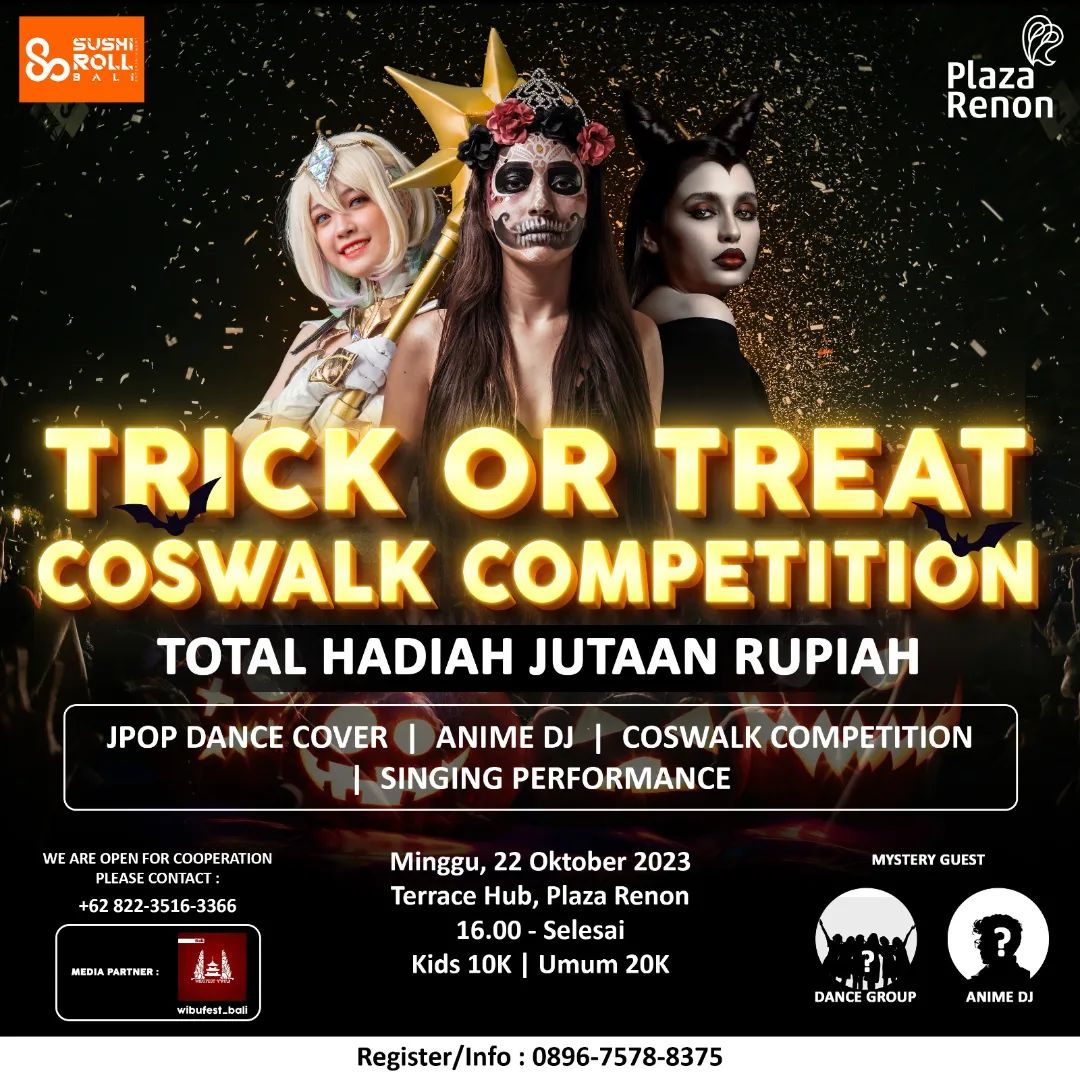 SUSHI
ROLL
BALI
Plaza
Renon
TRICK OR TREAT
COSWALK COMPETITION
TOTAL HADIAH JUTAAN RUPIAH
JPOP DANCE COVER | ANIME DJ | COSWALK COMPETITION
| SINGING PERFORMANCE
WE ARE OPEN FOR COOPERATION
PLEASE CONTACT :
+62 822-3516-3366
MEDIA PARTNER :
wibufest_bali
Minggu, 22 Oktober 2023
Terrace Hub, Plaza Renon
16.00 - Selesai
Kids 10K | Umum 20K
MYSTERY GUEST
?
?
DANCE GROUP
ANIME DJ
Register/Info : 0896-7578-8375